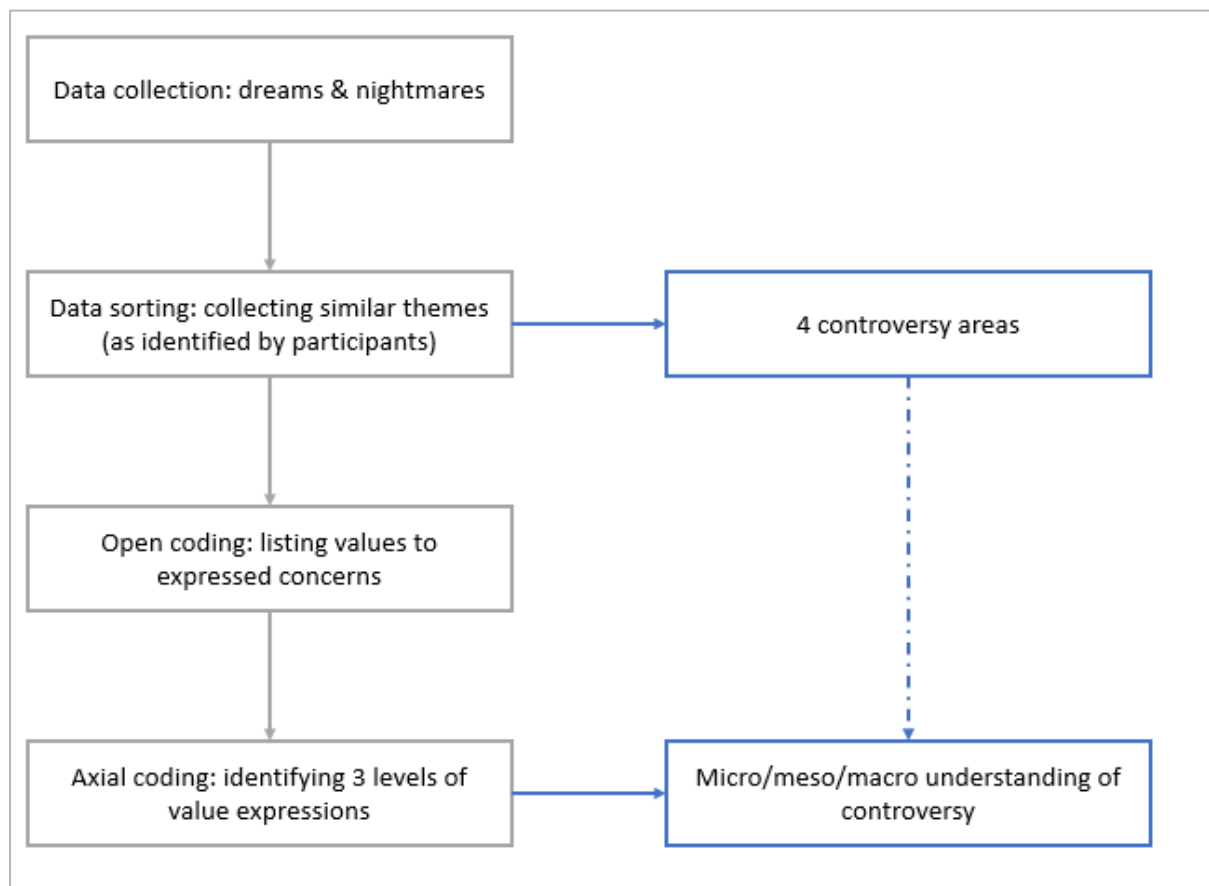 Data collection: dreams & nightmares
Data sorting: collecting similar themes
(as identified by participants)
4 controversy areas
Open coding: listing values to
expressed concerns
Axial coding: identifying 3 levels of
value expressions
Micro/meso/macro understanding of
controversy